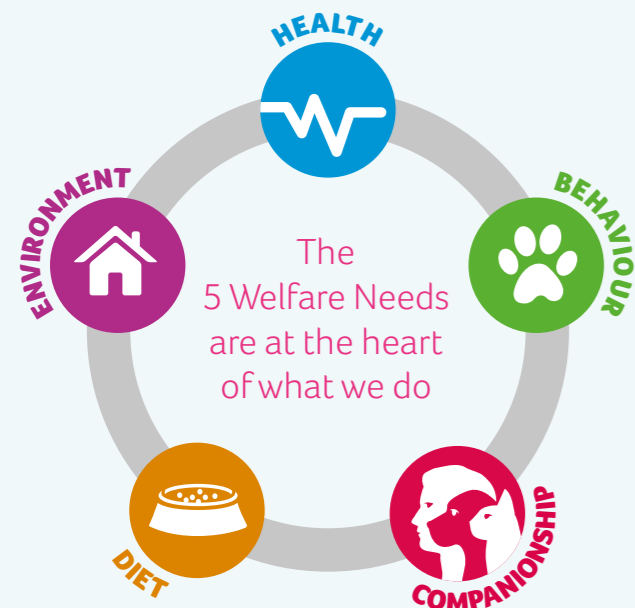 HEALTH
BEHAVIOUR
ENVIRONMENT
The
5 Welfare Needs
are at the heart
of what we do
DIET
COMPANIONSHIP